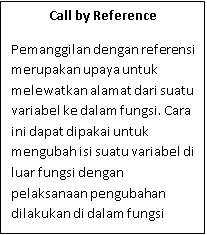 Call by Reference
Pemanggilan dengan referensi
merupakan upaya untuk
melewatkan alamat dari suatu
variabel ke dalam fungsi. Cara
ini dapat dipakai untuk
mengubah isi suatu variabel di
luar fungsi dengan
pelaksanaan pengubahan
dilakukan di dalam fungsi